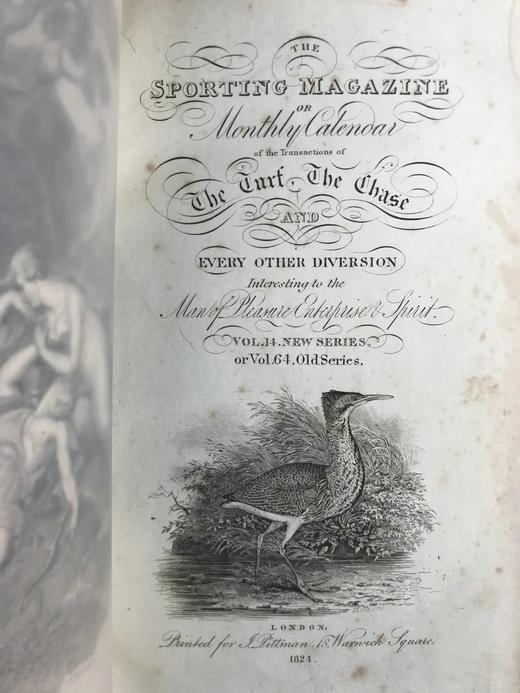 THE
SPORTING MAGAZINE
OR
Monthly Calendar
of the Transactions of
The Turf, The Chase
AND
EVERY OTHER DIVERSION
Interesting to the
Man of Pleasure Enterprise & Spirit.
VOL.14. NEW SERIES.
or Vol.64. Old Series.
LONDON;
Printed for J. Pittman, 18, Warwick Square.
1824.